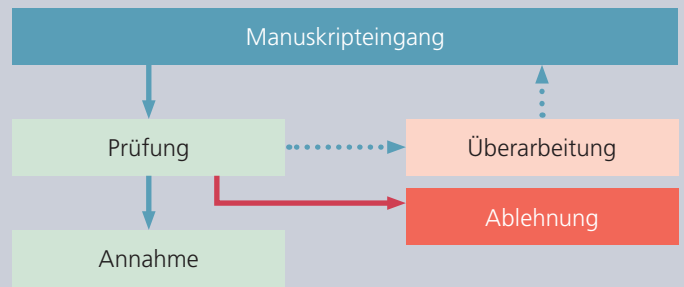 Manuskripteingang
Prüfung
Überarbeitung
Ablehnung
Annahme